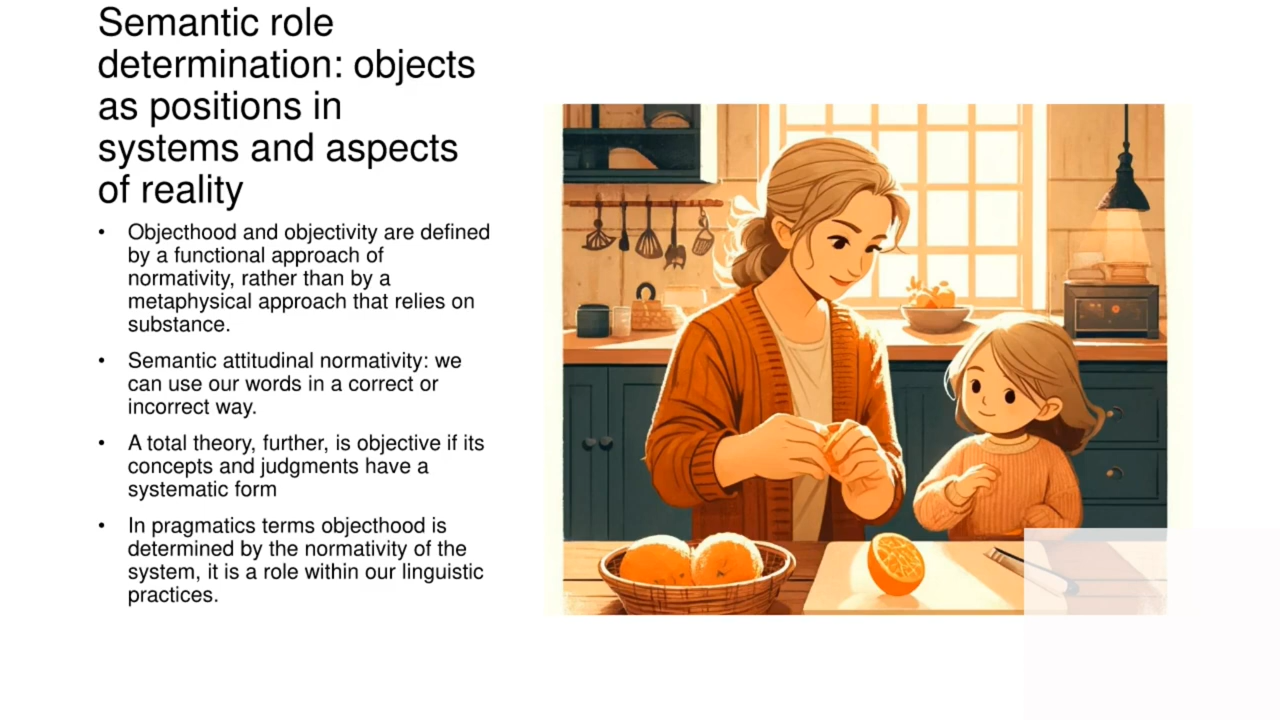 Semantic role
determination: objects
as positions in
systems and aspects
of reality
• Objecthood and objectivity are defined
by a functional approach of
normativity, rather than by a
metaphysical approach that relies on
substance.
• Semantic attitudinal normativity: we
can use our words in a correct or
incorrect way.
• A total theory, further, is objective if its
concepts and judgments have a
systematic form
• In pragmatics terms objecthood is
determined by the normativity of the
system, it is a role within our linguistic
practices.